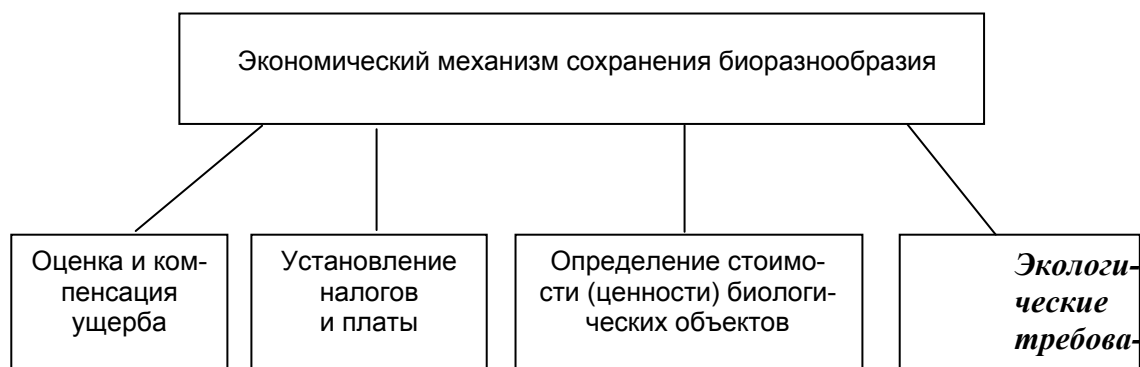 Экономический механизм сохранения биоразнообразия
Оценка и ком-
пенсация
ущерба
Установление
налогов
и платы
Определение стоимо-
сти (ценности) биологи-
ческих объектов
Экологи-
ческие
требова-